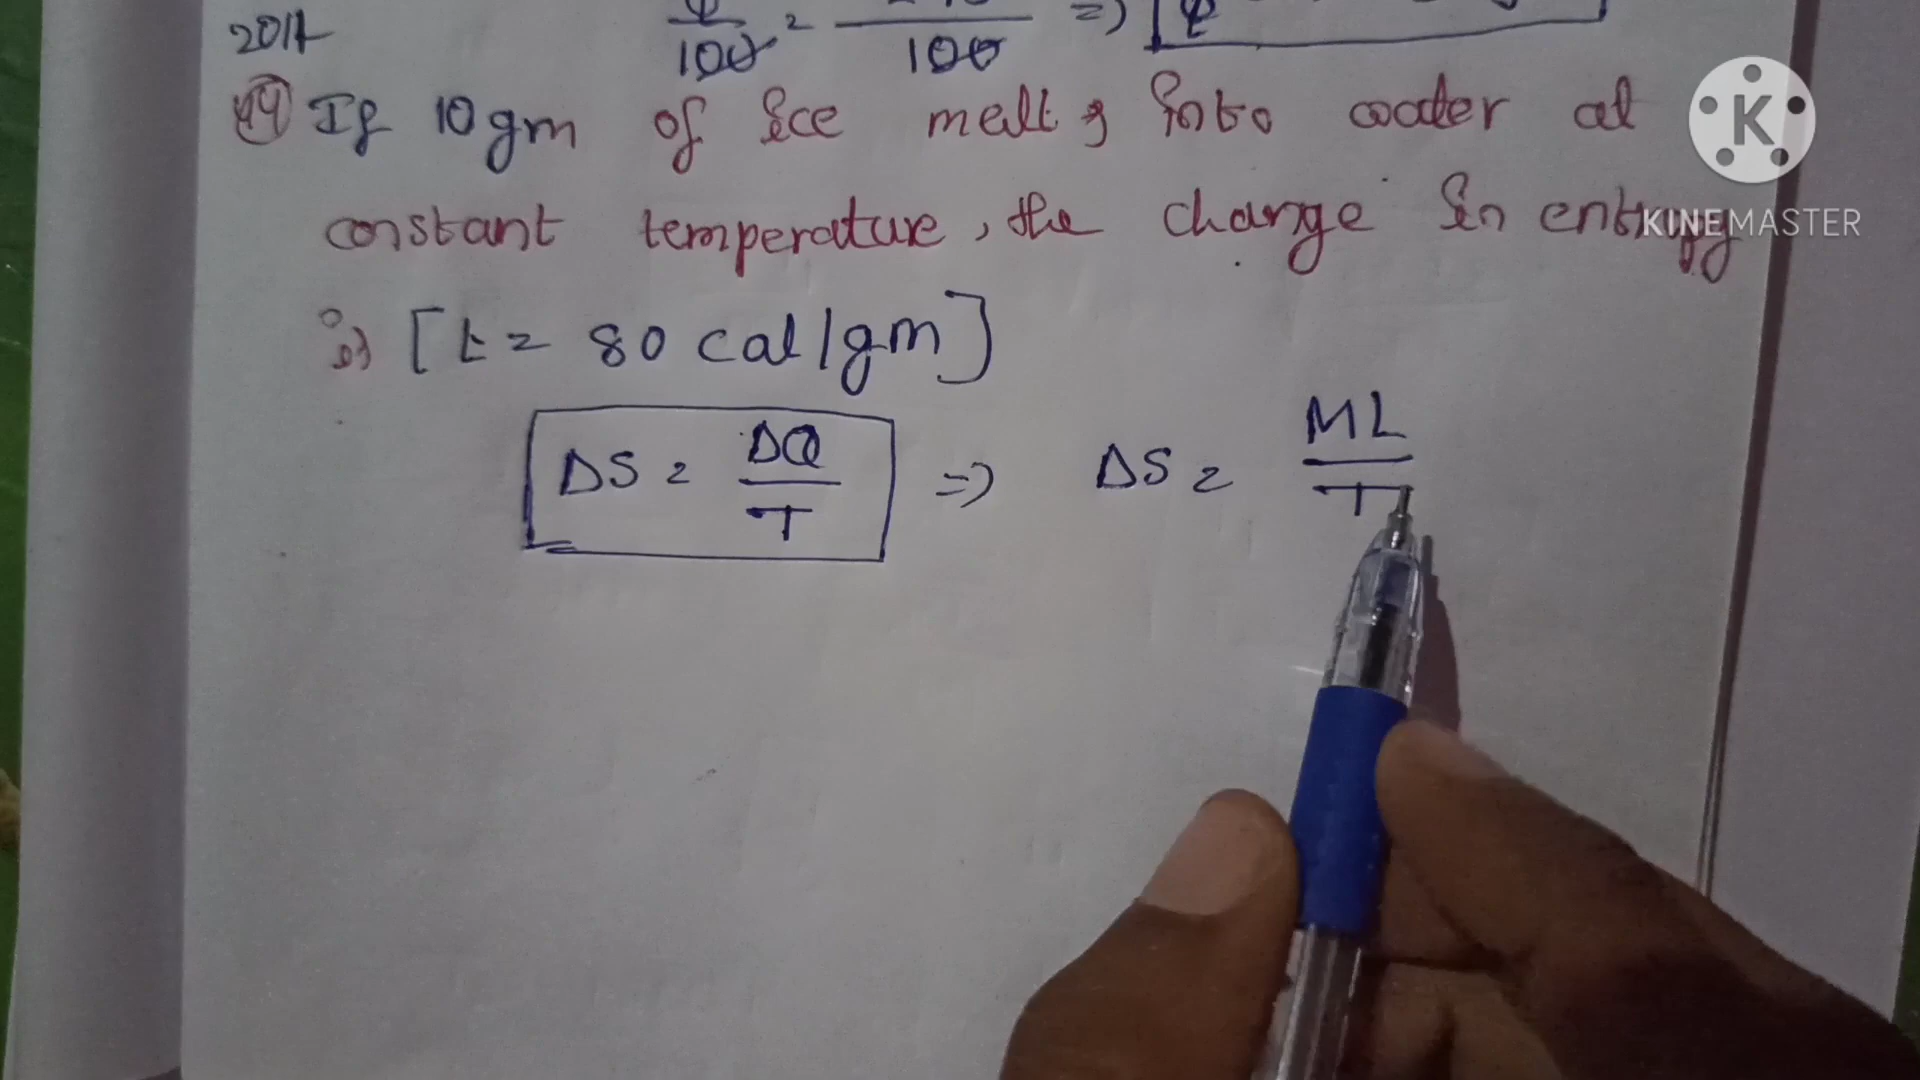 2017
100 = 100 =>
14 If 10gm of ice melts into water at
constant temperature, the change in entropy
is [L = 80 cal/gm]
ΔS = ΔQ/T => ΔS = ML/T
K
KINEMASTER